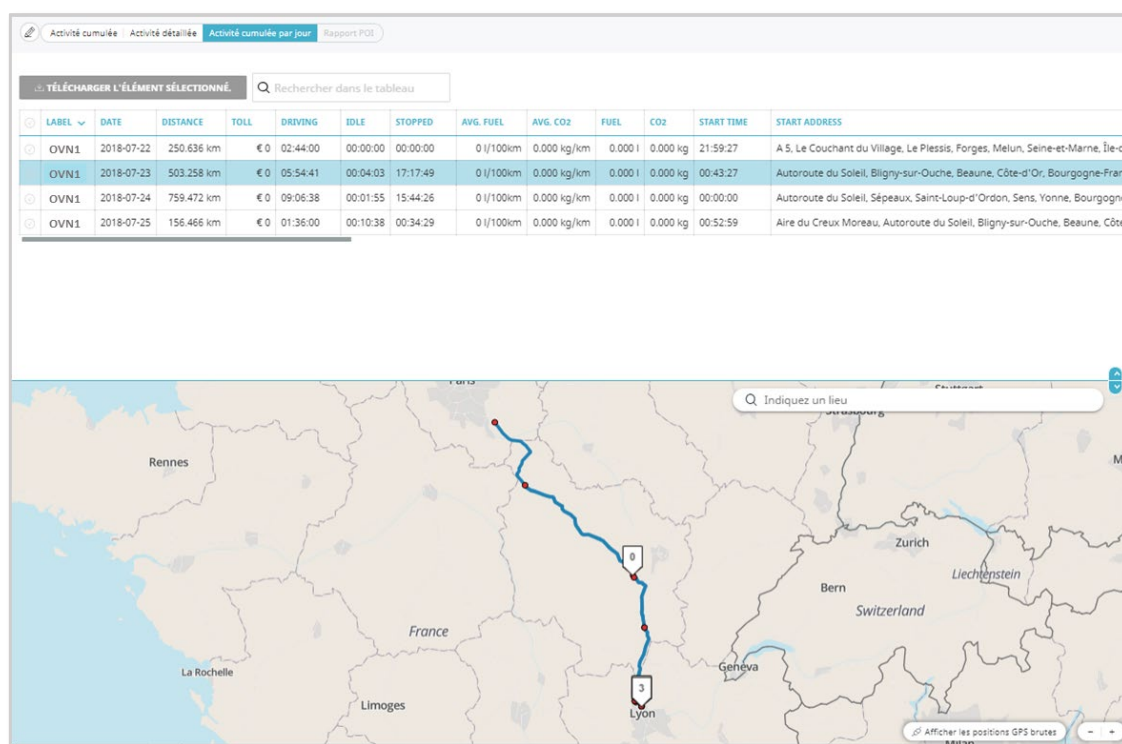 Activité cumulée Activité détaillée Activité cumulée par jour Rapport POI
TÉLÉCHARGER L'ÉLÉMENT SÉLECTIONNÉ. Rechercher dans le tableau
LABEL DATE DISTANCE TOLL DRIVING IDLE STOPPED AVG. FUEL AVG. CO2 FUEL CO2 START TIME START ADDRESS
OVN1 2018-07-22 250.636 km € 0 02:44:00 00:00:00 00:00:00 0 l/100km 0.000 kg/km 0.000 l 0.000 kg 21:59:27 A 5, Le Couchant du Village, Le Plessis, Forges, Melun, Seine-et-Marne, Île-d
OVN1 2018-07-23 503.258 km € 0 05:54:41 00:04:03 17:17:49 0 l/100km 0.000 kg/km 0.000 l 0.000 kg 00:43:27 Autoroute du Soleil, Bligny-sur-Ouche, Beaune, Côte-d'Or, Bourgogne-Fran
OVN1 2018-07-24 759.472 km € 0 09:06:38 00:01:55 15:44:26 0 l/100km 0.000 kg/km 0.000 l 0.000 kg 00:00:00 Autoroute du Soleil, Sépeaux, Saint-Loup-d'Ordon, Sens, Yonne, Bourgogn
OVN1 2018-07-25 156.466 km € 0 01:36:00 00:10:38 00:34:29 0 l/100km 0.000 kg/km 0.000 l 0.000 kg 00:52:59 Aire du Creux Moreau, Autoroute du Soleil, Bligny-sur-Ouche, Beaune, Côte
Paris
Stuttgart
Indiquez un lieu
Strasbourg
Rennes
M
0
Zurich
Liechtenstein
Bern
Switzerland
France
Geneva
La Rochelle
3
Limoges
Lyon
Afficher les positions GPS brutes - +
Milan